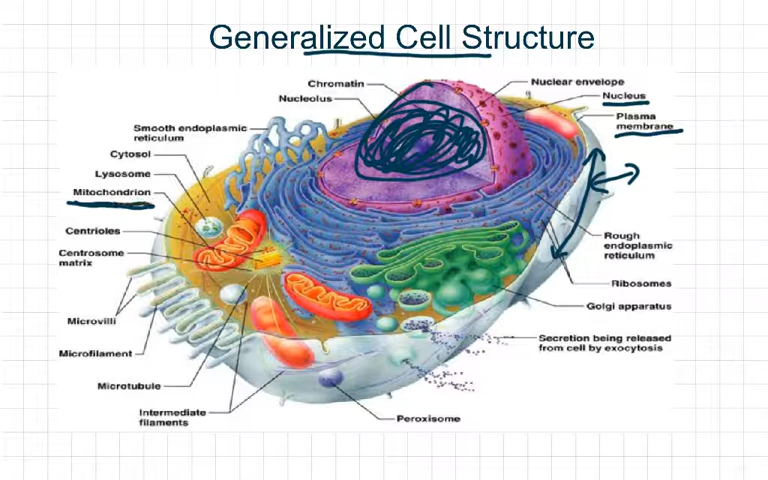 Generalized Cell Structure
Chromatin
Nucleolus
Nuclear envelope
Nucleus
Plasma
membrane
Smooth endoplasmic
reticulum
Cytosol
Lysosome
Mitochondrion
Centrioles
Centrosome
matrix
Microvilli
Microfilament
Microtubule
Intermediate
filaments
Rough
endoplasmic
reticulum
Ribosomes
Golgi apparatus
Secretion being released
from cell by exocytosis
Peroxisome